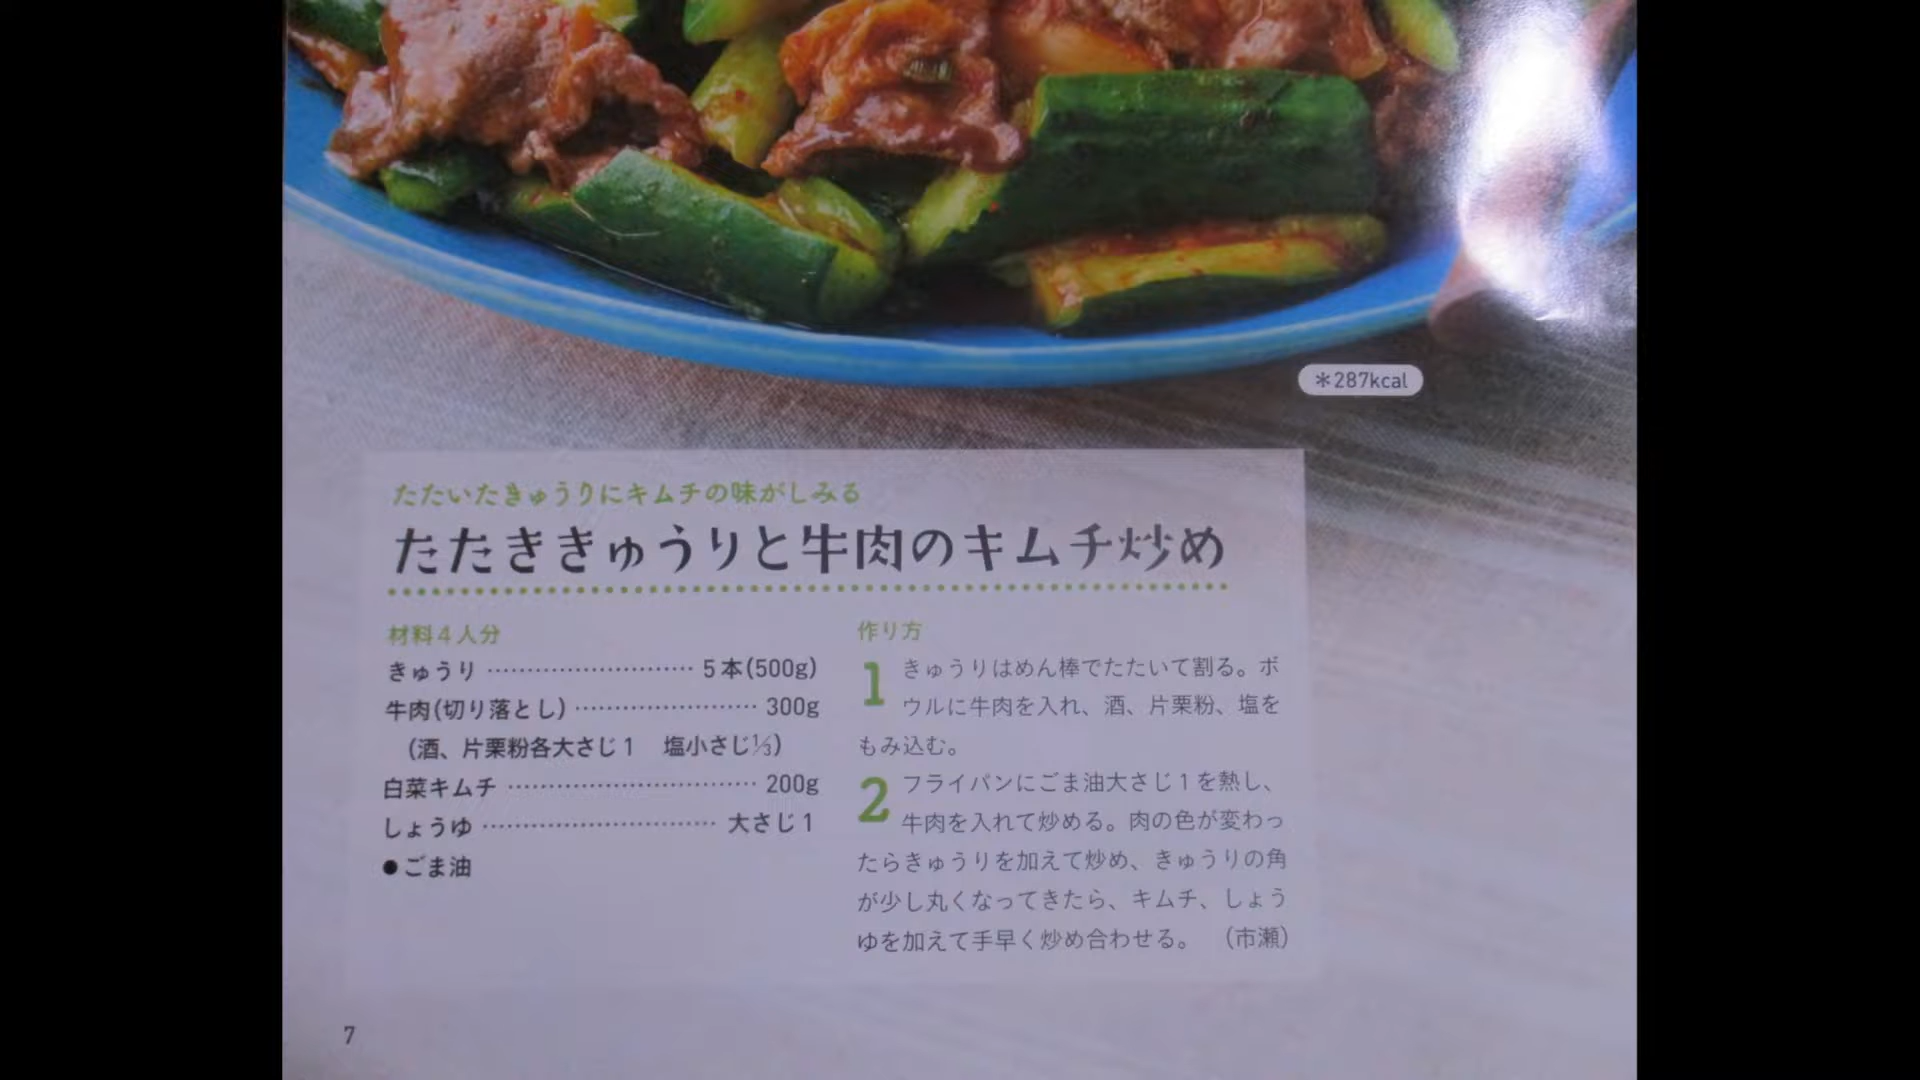 ＊287kcal
たたいたきゅうりにキムチの味がしみる
たたききゅうりと牛肉のキムチ炒め
材料4人分
きゅうり ……………………… 5本(500g)
牛肉(切り落とし) …………………… 300g
(酒、片栗粉各大さじ1　塩小さじ⅓)
白菜キムチ …………………………… 200g
しょうゆ ………………………… 大さじ1
●ごま油
作り方
1 きゅうりはめん棒でたたいて割る。ボ
ウルに牛肉を入れ、酒、片栗粉、塩を
もみ込む。
2 フライパンにごま油大さじ1を熱し、
牛肉を入れて炒める。肉の色が変わっ
たらきゅうりを加えて炒め、きゅうりの角
が少し丸くなってきたら、キムチ、しょう
ゆを加えて手早く炒め合わせる。　(市瀬)
7